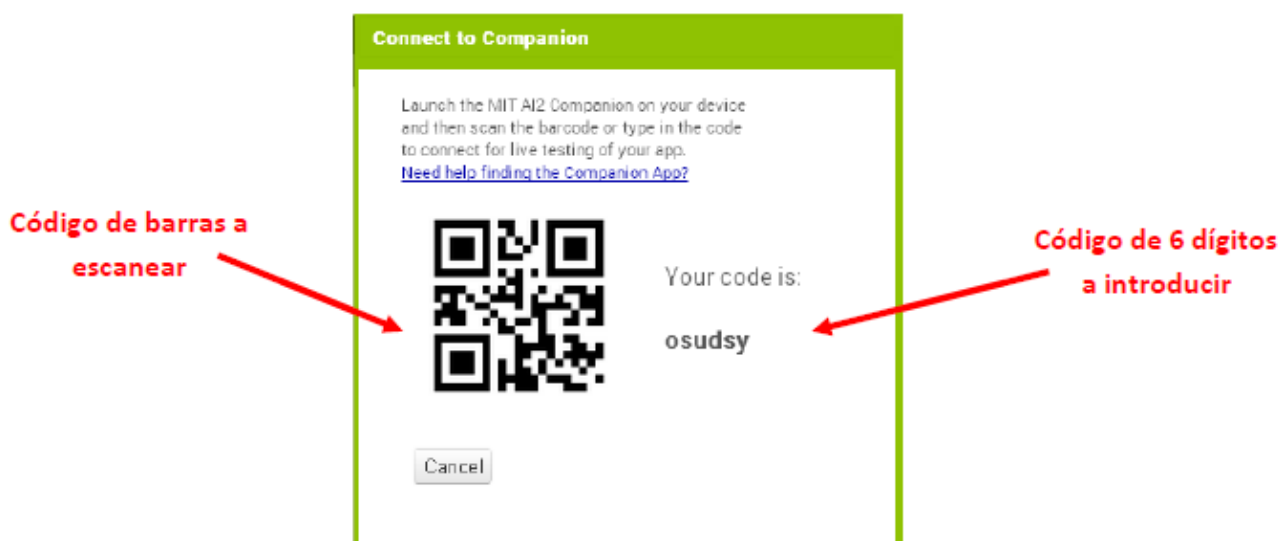 Connect to Companion
Launch the MIT AI2 Companion on your device
and then scan the barcode or type in the code
to connect for live testing of your app.
Need help finding the Companion App?
Código de barras a
escanear
Your code is:
osudsy
Código de 6 dígitos
a introducir
Cancel